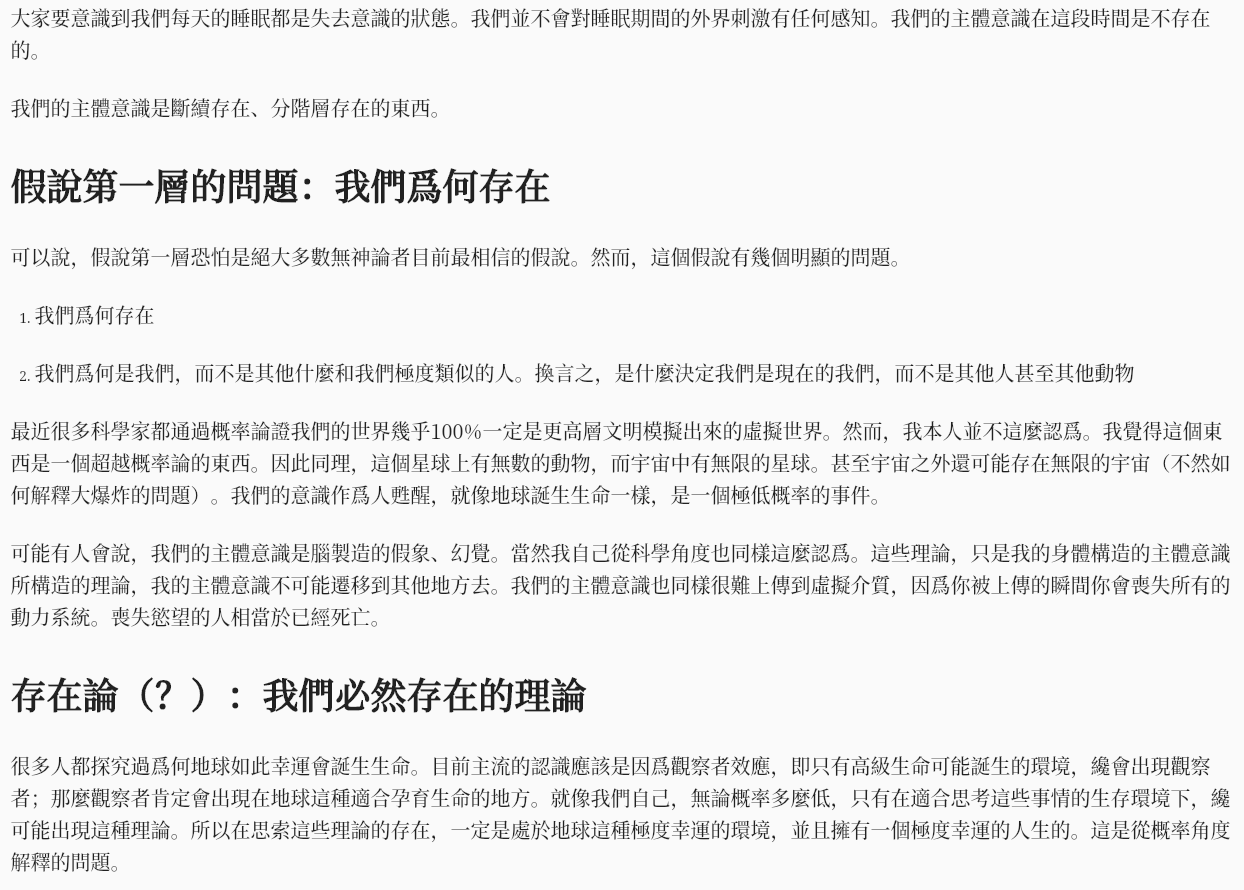 大家要意識到我們每天的睡眠都是失去意識的狀態。我們並不會對睡眠期間的外界刺激有任何感知。我們的主體意識在這段時間是不存在
的。
我們的主體意識是斷續存在、分階層存在的東西。
假說第一層的問題：我們爲何存在
可以說，假說第一層恐怕是絕大多數無神論者目前最相信的假說。然而，這個假說有幾個明顯的問題。
1. 我們爲何存在
2. 我們爲何是我們，而不是其他什麼和我們極度類似的人。換言之，是什麼決定我們是現在的我們，而不是其他人甚至其他動物
最近很多科學家都通過概率論證我們的世界幾乎100%一定是更高層文明模擬出來的虛擬世界。然而，我本人並不這麼認爲。我覺得這個東
西是一個超越概率論的東西。因此同理，這個星球上有無數的動物，而宇宙中有無限的星球。甚至宇宙之外還可能存在無限的宇宙（不然如
何解釋大爆炸的問題）。我們的意識作爲人甦醒，就像地球誕生生命一樣，是一個極低概率的事件。
可能有人會說，我們的主體意識是腦製造的假象、幻覺。當然我自己從科學角度也同樣這麼認爲。這些理論，只是我的身體構造的主體意識
所構造的理論，我的主體意識不可能遷移到其他地方去。我們的主體意識也同樣很難上傳到虛擬介質，因爲你被上傳的瞬間你會喪失所有的
動力系統。喪失慾望的人相當於已經死亡。
存在論（？）：我們必然存在的理論
很多人都探究過爲何地球如此幸運會誕生生命。目前主流的認識應該是因爲觀察者效應，即只有高級生命可能誕生的環境，纔會出現觀察
者；那麼觀察者肯定會出現在地球這種適合孕育生命的地方。就像我們自己，無論概率多麼低，只有在適合思考這些事情的生存環境下，纔
可能出現這種理論。所以在思索這些理論的存在，一定是處於地球這種極度幸運的環境，並且擁有一個極度幸運的人生的。這是從概率角度
解釋的問題。